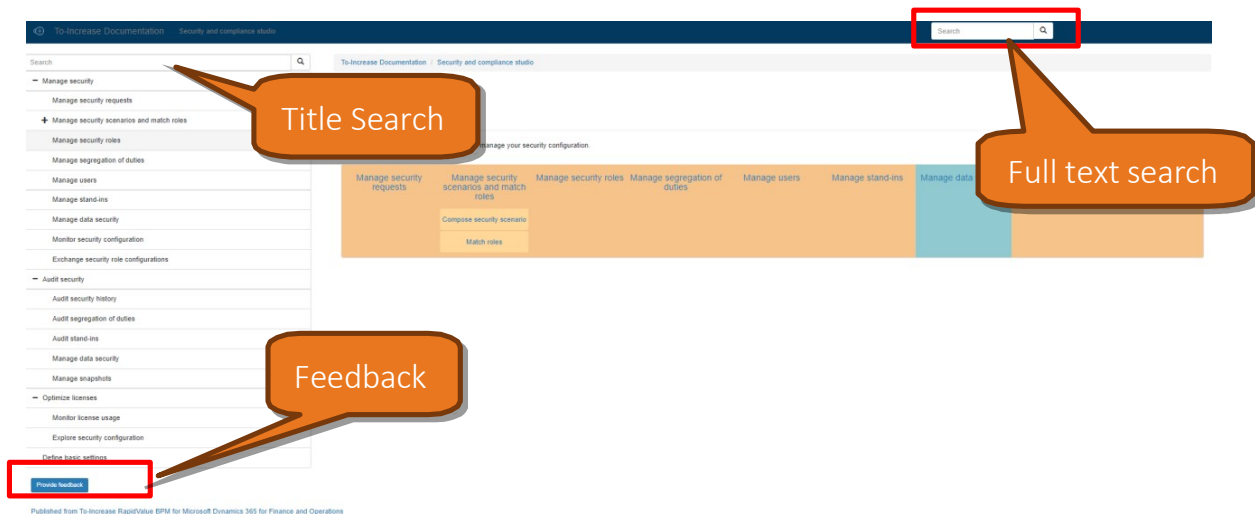 To-Increase Documentation Security and compliance studio
Search
Search
To-Increase Documentation / Security and compliance studio
Manage security
Manage security requests
Manage security scenarios and match roles
Manage security roles
Manage segregation of duties
Manage users
Manage stand-ins
Manage data security
Monitor security configuration
Exchange security role configurations
Audit security
Audit security history
Audit segregation of duties
Audit stand-ins
Manage data security
Manage snapshots
Optimize licenses
Monitor license usage
Explore security configuration
Define basic settings
Provide feedback
Published from To-Increase RapidValue BPM for Microsoft Dynamics 365 for Finance and Operations
Title Search
Full text search
Feedback
manage your security configuration.
Manage security
requests
Manage security
scenarios and match
roles
Compose security scenario
Match roles
Manage security roles
Manage segregation of
duties
Manage users
Manage stand-ins
Manage data